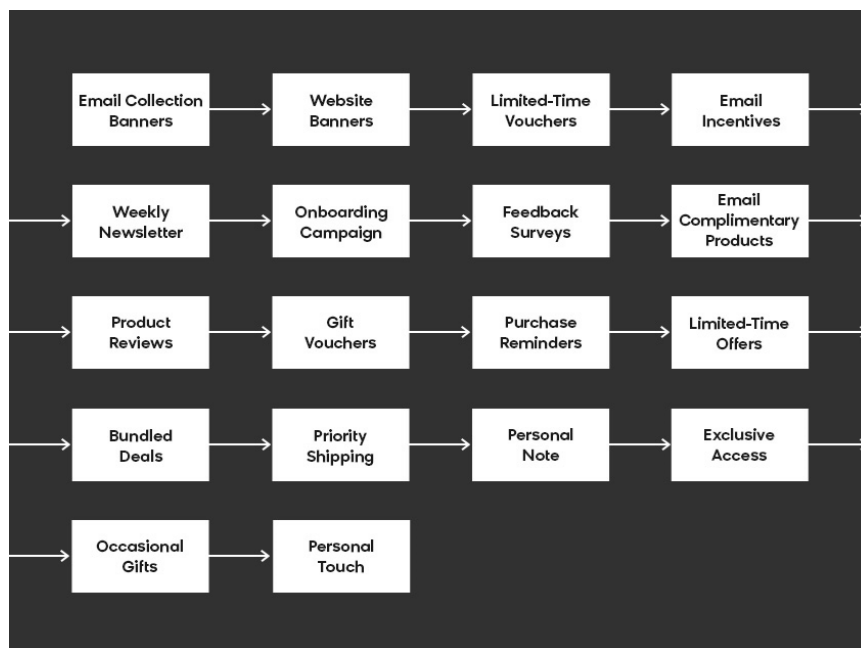 Email Collection
Banners
Website
Banners
Limited-Time
Vouchers
Email
Incentives
Weekly
Newsletter
Onboarding
Campaign
Feedback
Surveys
Email
Complimentary
Products
Product
Reviews
Gift
Vouchers
Purchase
Reminders
Limited-Time
Offers
Bundled
Deals
Priority
Shipping
Personal
Note
Exclusive
Access
Occasional
Gifts
Personal
Touch